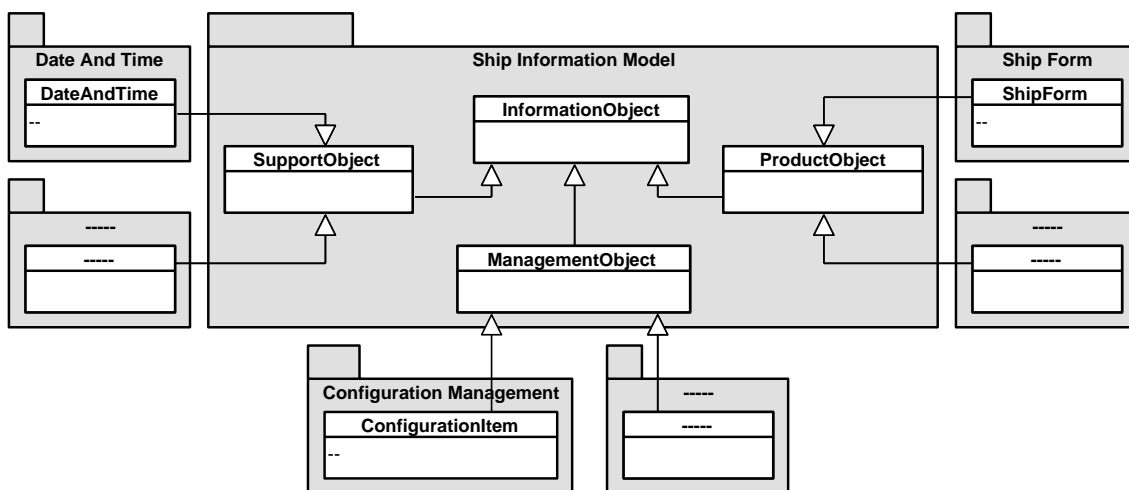 Date And Time
DateAndTime
--
Ship Information Model
InformationObject
SupportObject
ProductObject
ManagementObject
Ship Form
ShipForm
--
-----
-----
-----
-----
Configuration Management
ConfigurationItem
--
-----
-----